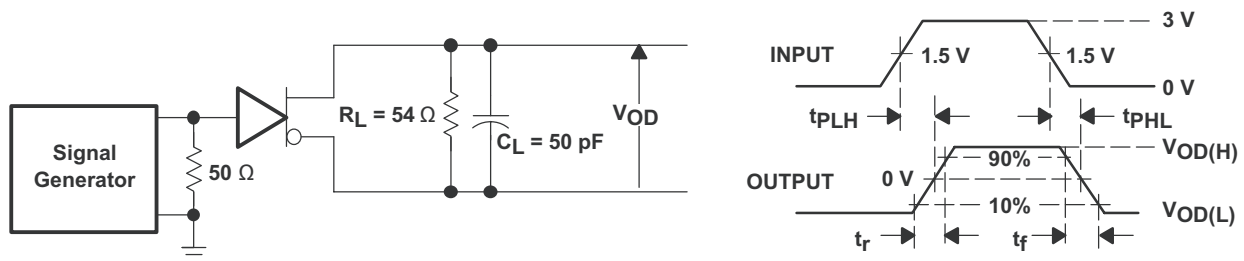 Signal
Generator
50 Ω
R_L = 54 Ω
C_L = 50 pF
V_OD
INPUT
3 V
1.5 V
1.5 V
0 V
t_PLH
t_PHL
OUTPUT
V_OD(H)
90%
0 V
10%
V_OD(L)
t_r
t_f